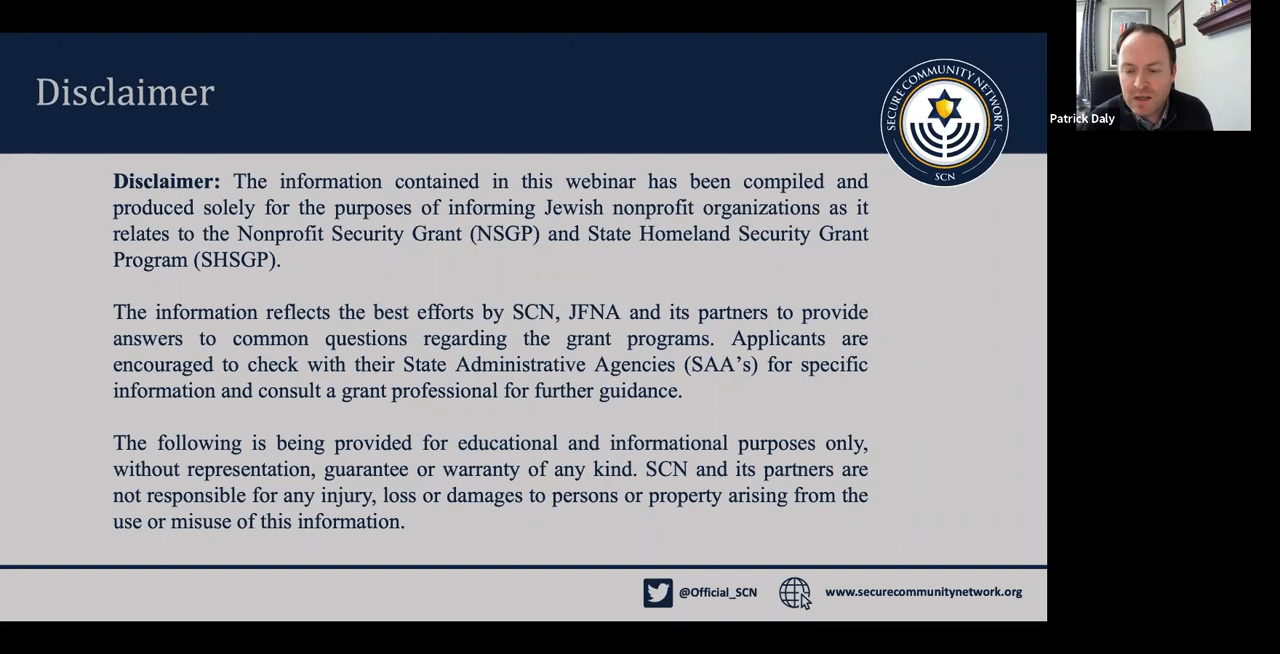 Disclaimer
SECURE COMMUNITY NETWORK
SCN
Patrick Daly
Disclaimer: The information contained in this webinar has been compiled and
produced solely for the purposes of informing Jewish nonprofit organizations as it
relates to the Nonprofit Security Grant (NSGP) and State Homeland Security Grant
Program (SHSGP).
The information reflects the best efforts by SCN, JFNA and its partners to provide
answers to common questions regarding the grant programs. Applicants are
encouraged to check with their State Administrative Agencies (SAA's) for specific
information and consult a grant professional for further guidance.
The following is being provided for educational and informational purposes only,
without representation, guarantee or warranty of any kind. SCN and its partners are
not responsible for any injury, loss or damages to persons or property arising from the
use or misuse of this information.
@Official_SCN
www.securecommunitynetwork.org